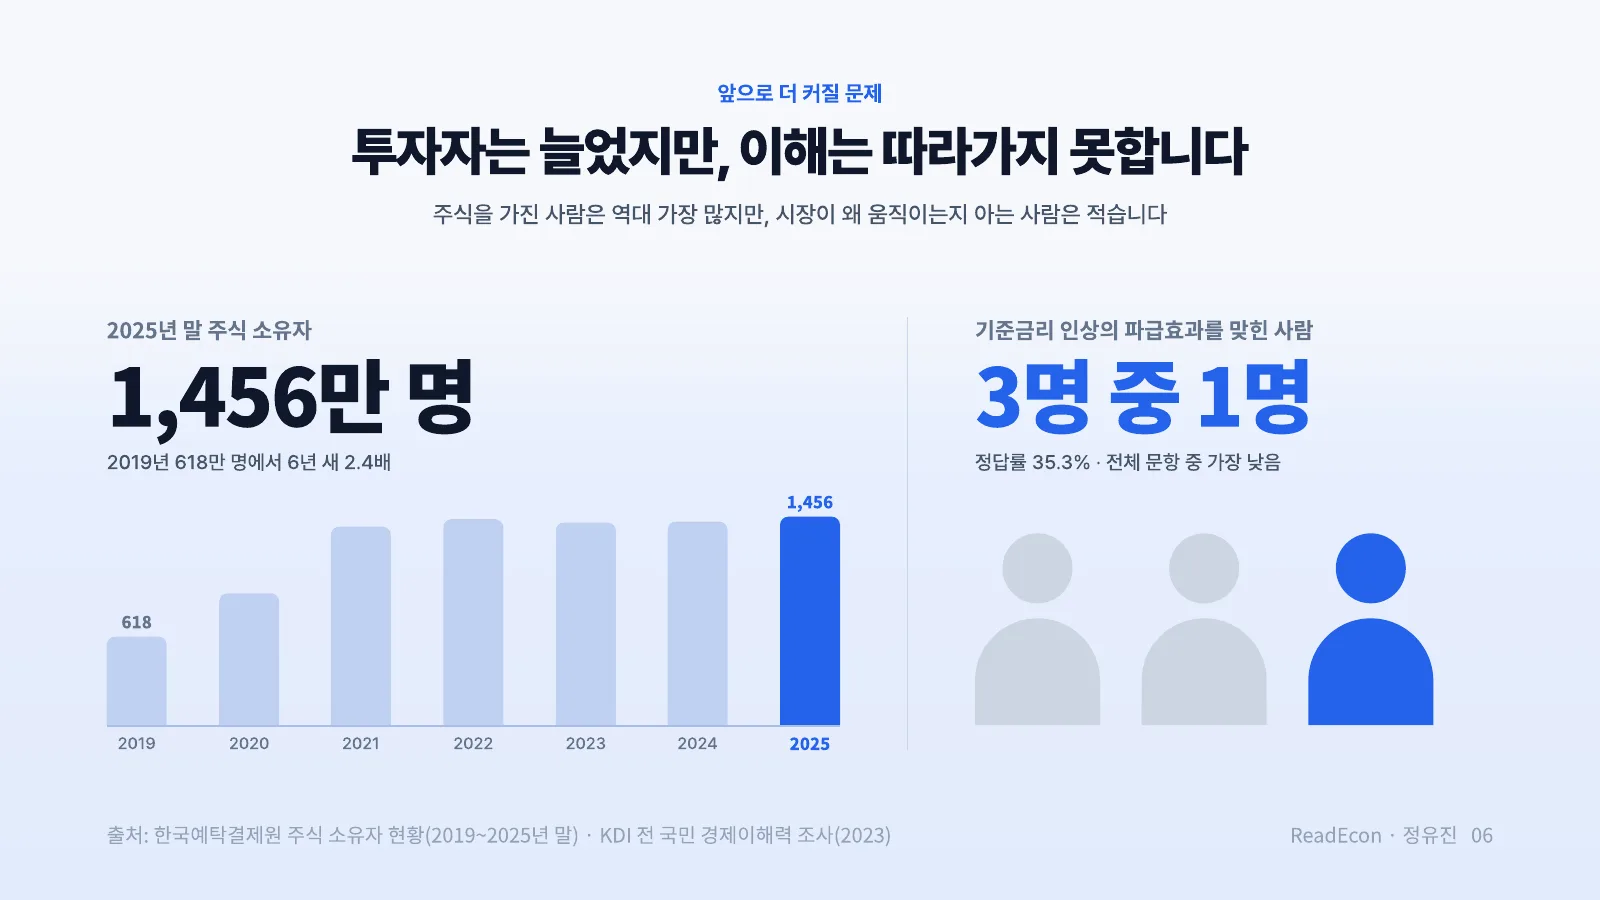 앞으로 더 커질 문제
투자자는 늘었지만, 이해는 따라가지 못합니다
주식을 가진 사람은 역대 가장 많지만, 시장이 왜 움직이는지 아는 사람은 적습니다
2025년 말 주식 소유자
1,456만 명
2019년 618만 명에서 6년 새 2.4배
618
1,456
2019
2020
2021
2022
2023
2024
2025
기준금리 인상의 파급효과를 맞힌 사람
3명 중 1명
정답률 35.3% · 전체 문항 중 가장 낮음
출처: 한국예탁결제원 주식 소유자 현황(2019~2025년 말) · KDI 전 국민 경제이해력 조사(2023)
ReadEcon · 정유진 06